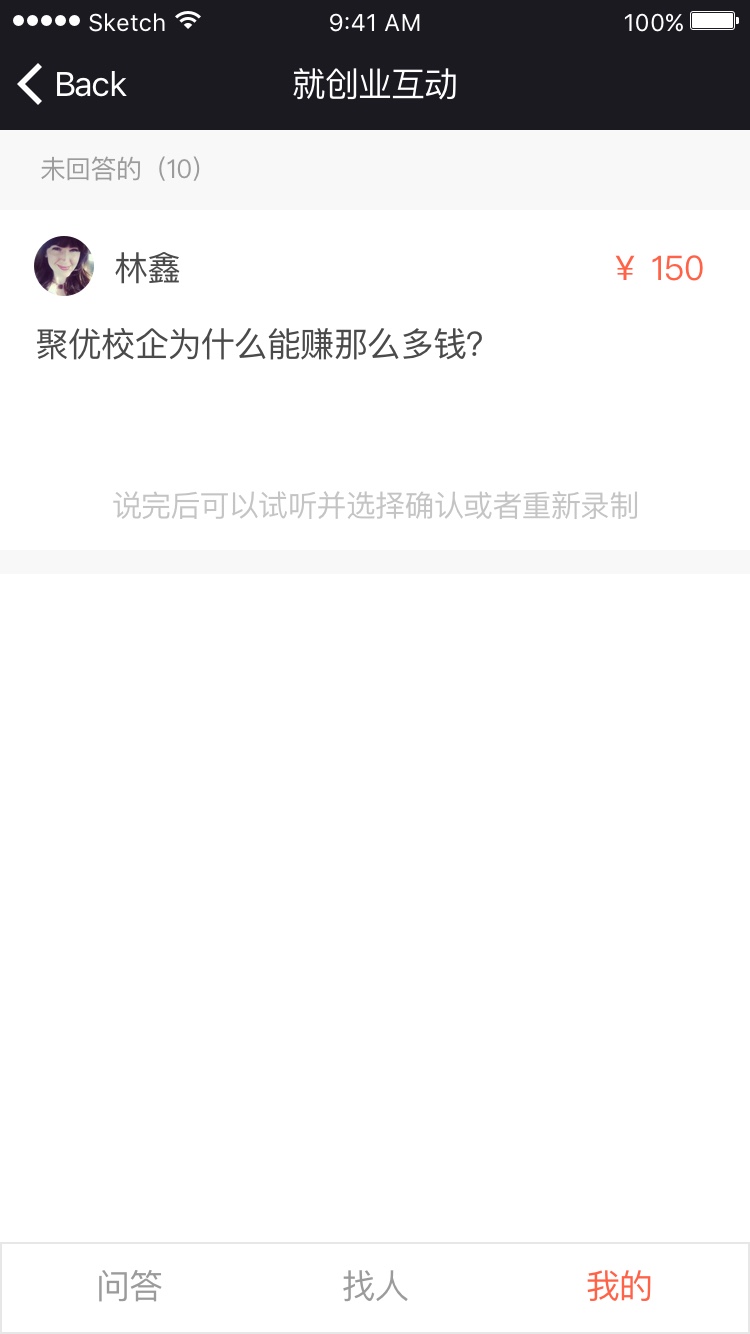 Sketch 9:41 AM 100%
Back 就创业互动
未回答的（10）
林鑫 ¥ 150
聚优校企为什么能赚那么多钱?
说完后可以试听并选择确认或者重新录制
问答 找人 我的